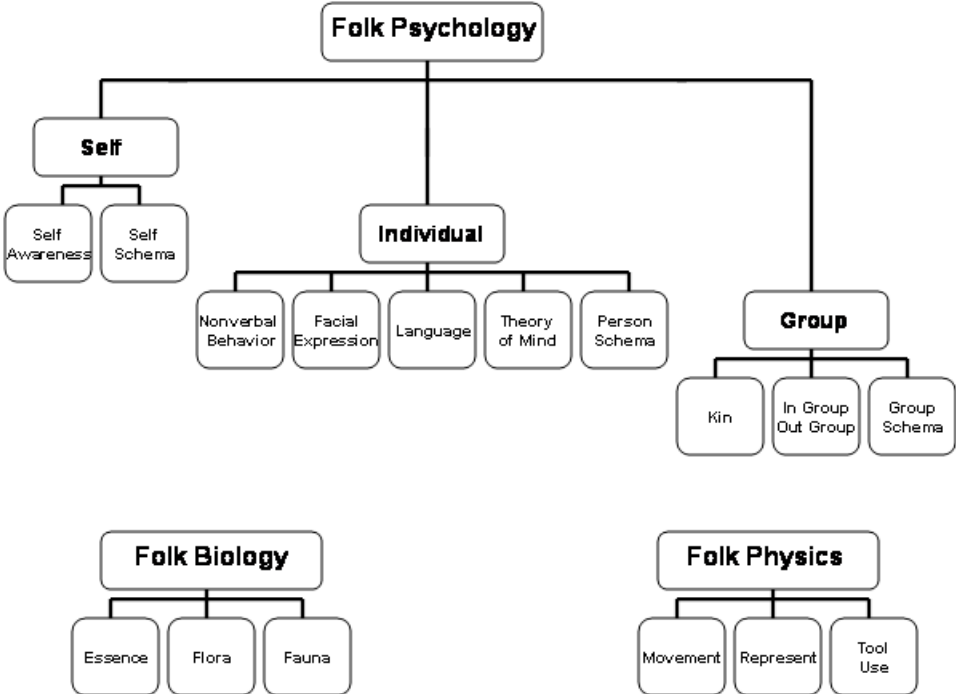 Folk Psychology
Self
Self
Awareness
Self
Schema
Individual
Nonverbal
Behavior
Facial
Expression
Language
Theory
of Mind
Person
Schema
Group
Kin
In Group
Out Group
Group
Schema
Folk Biology
Essence
Flora
Fauna
Folk Physics
Movement
Represent
Tool
Use